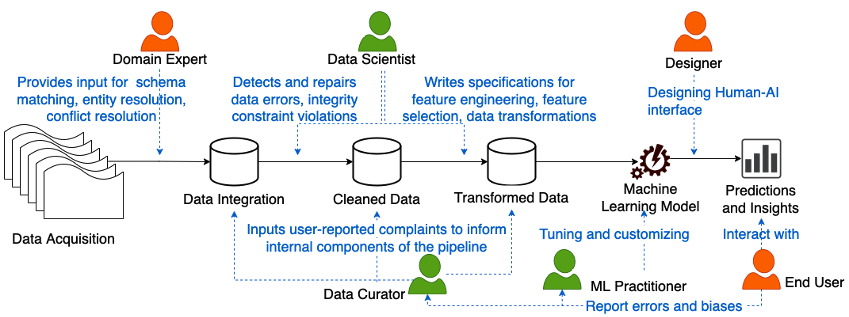 Domain Expert
Data Scientist
Designer
Provides input for schema
matching, entity resolution,
conflict resolution
Detects and repairs
data errors, integrity
constraint violations
Writes specifications for
feature engineering, feature
selection, data transformations
Designing Human-AI
interface
Data Acquisition
Data Integration
Cleaned Data
Transformed Data
Machine
Learning Model
Predictions
and Insights
Inputs user-reported complaints to inform
internal components of the pipeline
Tuning and customizing
Interact with
Data Curator
ML Practitioner
End User
Report errors and biases